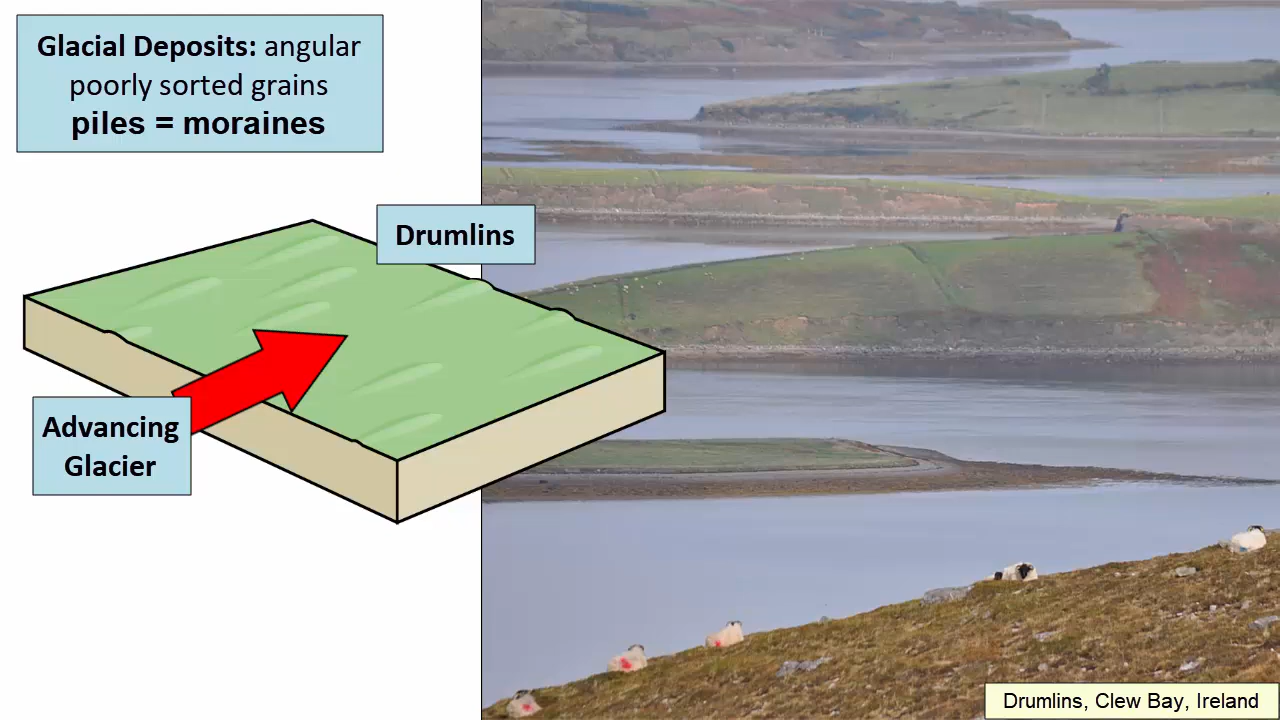 Glacial Deposits: angular
poorly sorted grains
piles = moraines
Drumlins
Advancing
Glacier
Drumlins, Clew Bay, Ireland